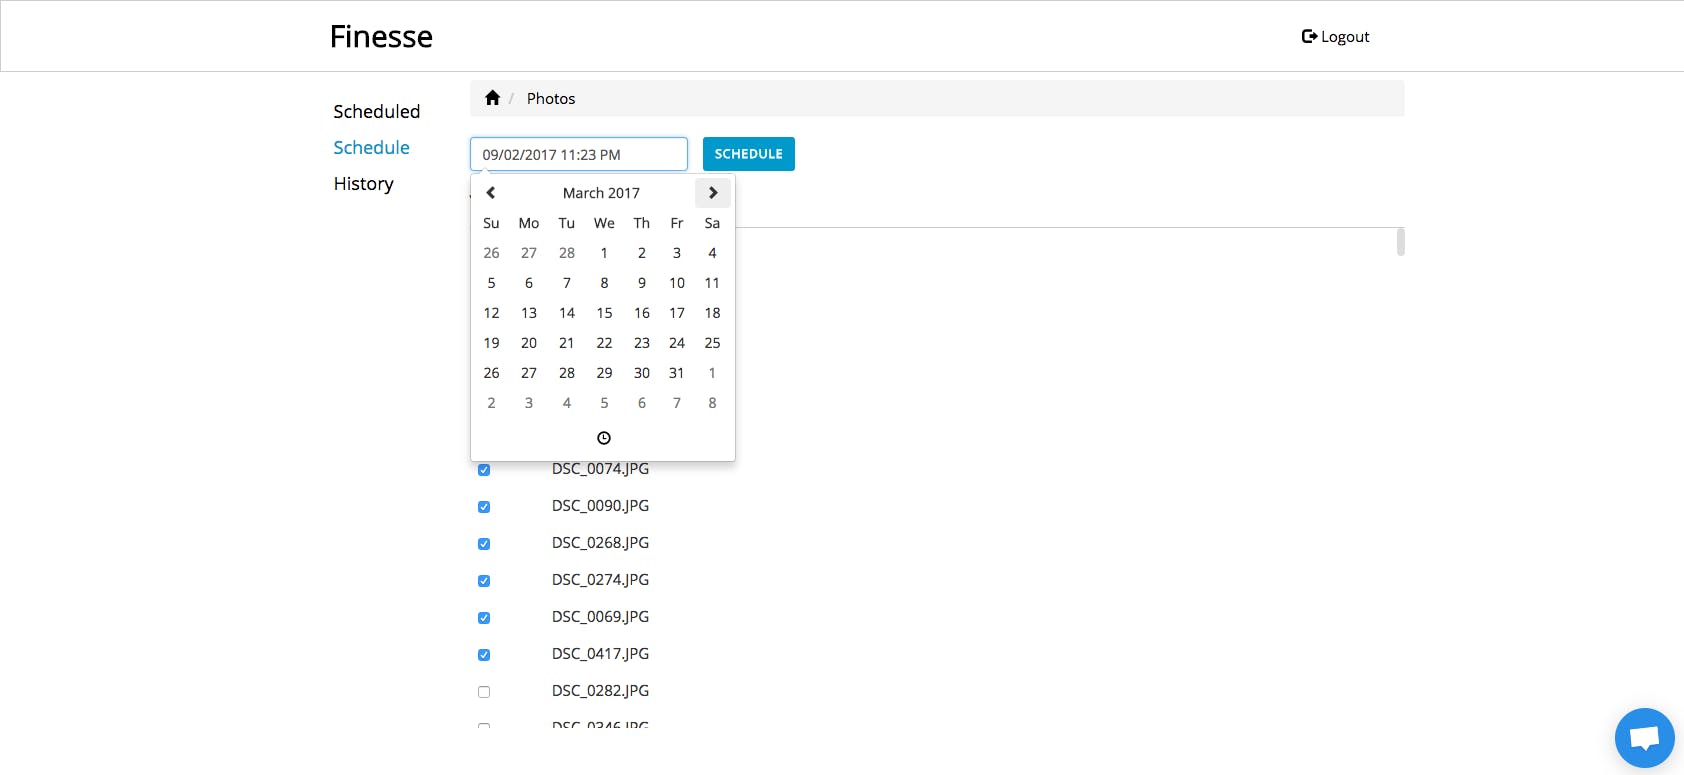 Finesse
Logout
Scheduled
Schedule
History
/ Photos
09/02/2017 11:23 PM
SCHEDULE
March 2017
Su Mo Tu We Th Fr Sa
26 27 28 1 2 3 4
5 6 7 8 9 10 11
12 13 14 15 16 17 18
19 20 21 22 23 24 25
26 27 28 29 30 31 1
2 3 4 5 6 7 8
DSC_0074.JPG
DSC_0090.JPG
DSC_0268.JPG
DSC_0274.JPG
DSC_0069.JPG
DSC_0417.JPG
DSC_0282.JPG
DSC_0346.JPG